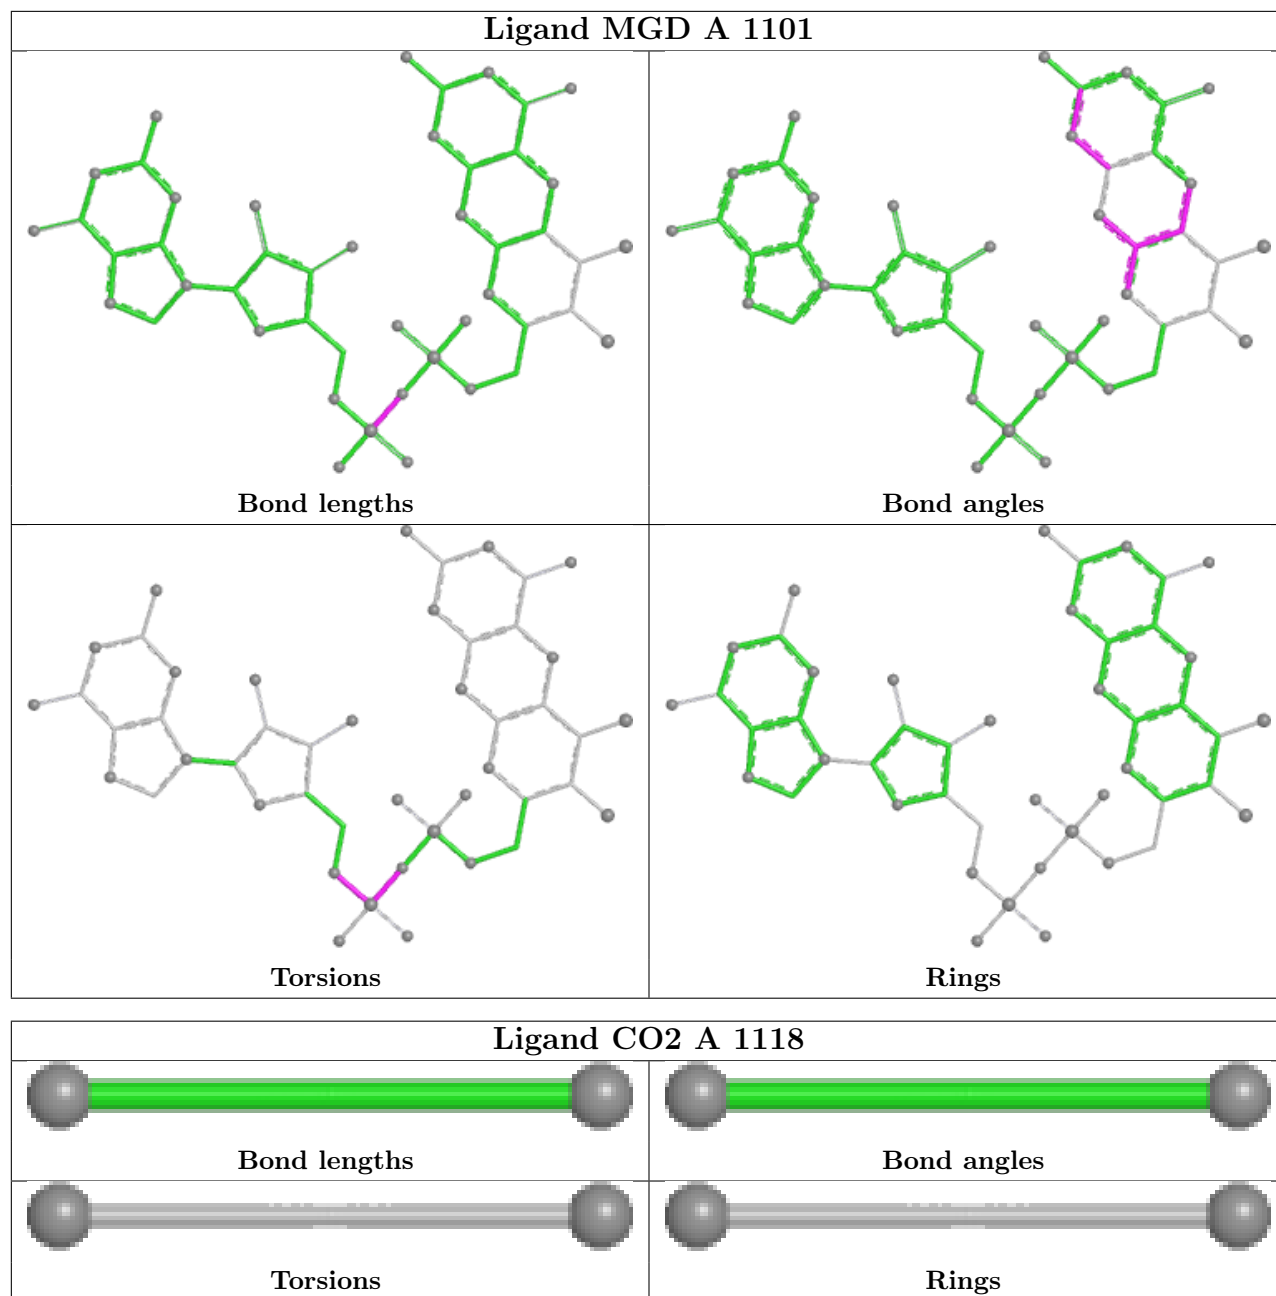 Ligand MGD A 1101
Bond lengths
Bond angles
Torsions
Rings
Ligand CO2 A 1118
Bond lengths
Bond angles
Torsions
Rings